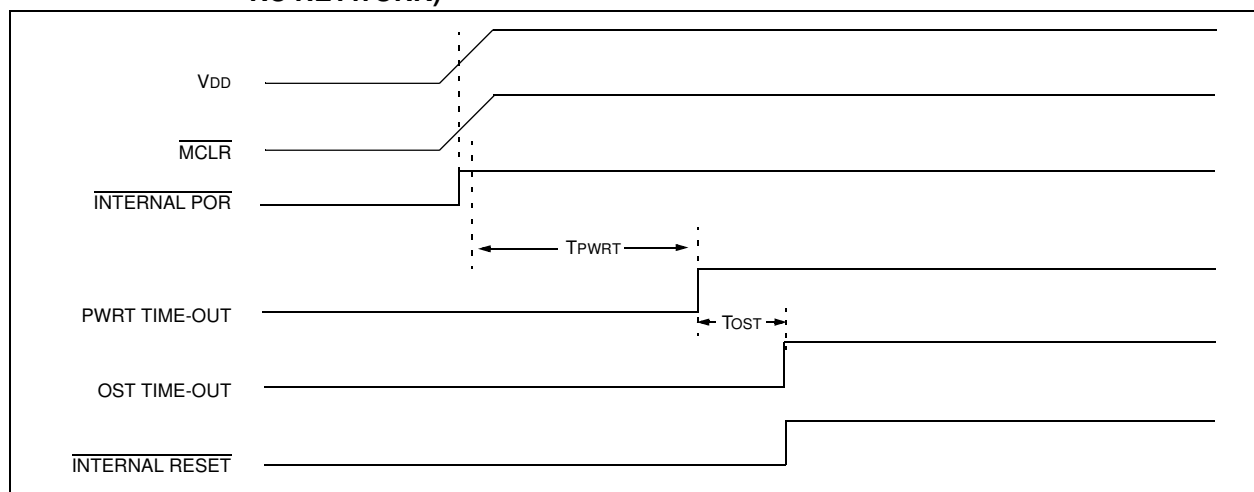 VDD
MCLR
INTERNAL POR
TPWRT
PWRT TIME-OUT
TOST
OST TIME-OUT
INTERNAL RESET